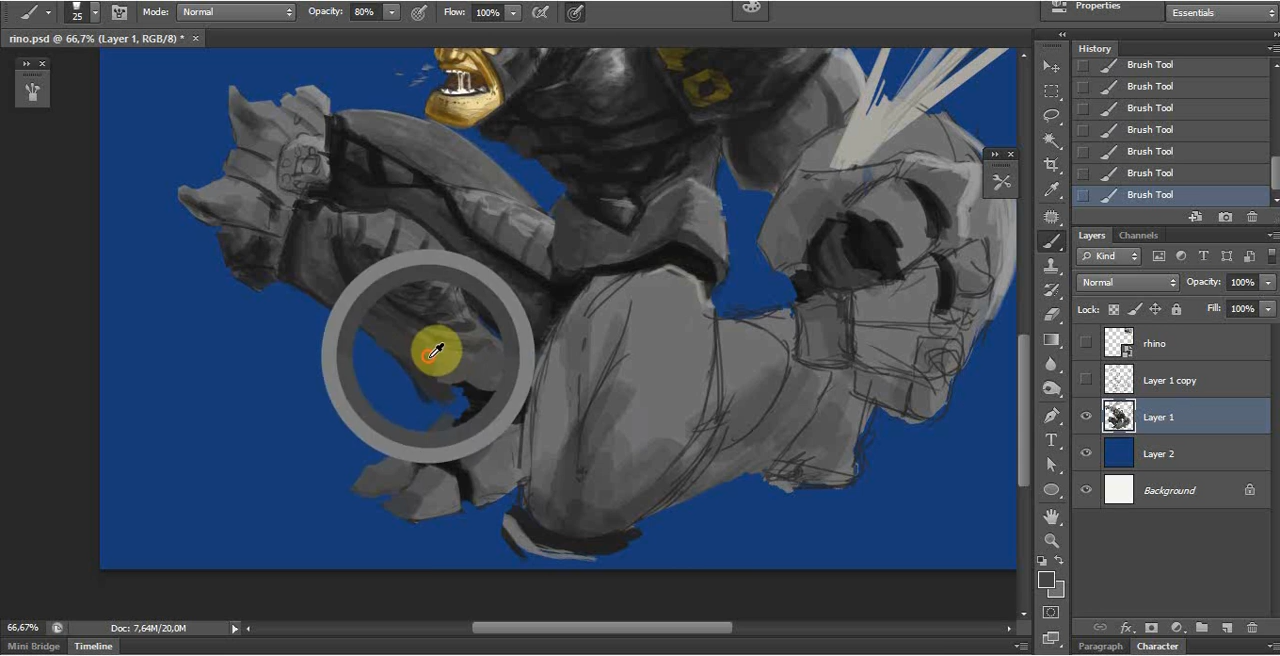 25
Mode: Normal
Opacity: 80%
Flow: 100%
Properties
Essentials
rino.psd @ 66,7% (Layer 1, RGB/8) * ×
History
Brush Tool
Brush Tool
Brush Tool
Brush Tool
Brush Tool
Brush Tool
Brush Tool
Layers Channels
Kind
Normal Opacity: 100%
Lock: Fill: 100%
rhino
Layer 1 copy
Layer 1
Layer 2
Background
66,67% Doc: 7,64M/20,0M
Mini Bridge Timeline
Paragraph Character